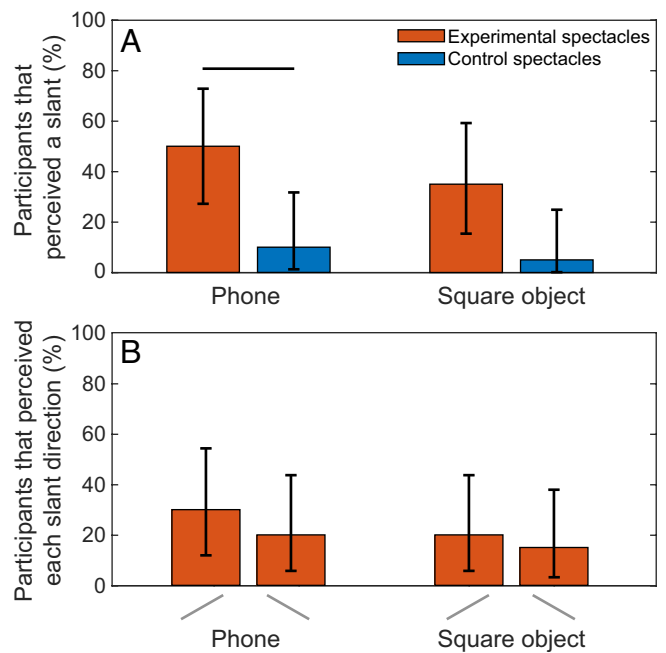 A
Experimental spectacles
Control spectacles
Participants that
perceived a slant (%)
100
80
60
40
20
0
Phone
Square object
B
Participants that perceived
each slant direction (%)
100
80
60
40
20
0
Phone
Square object